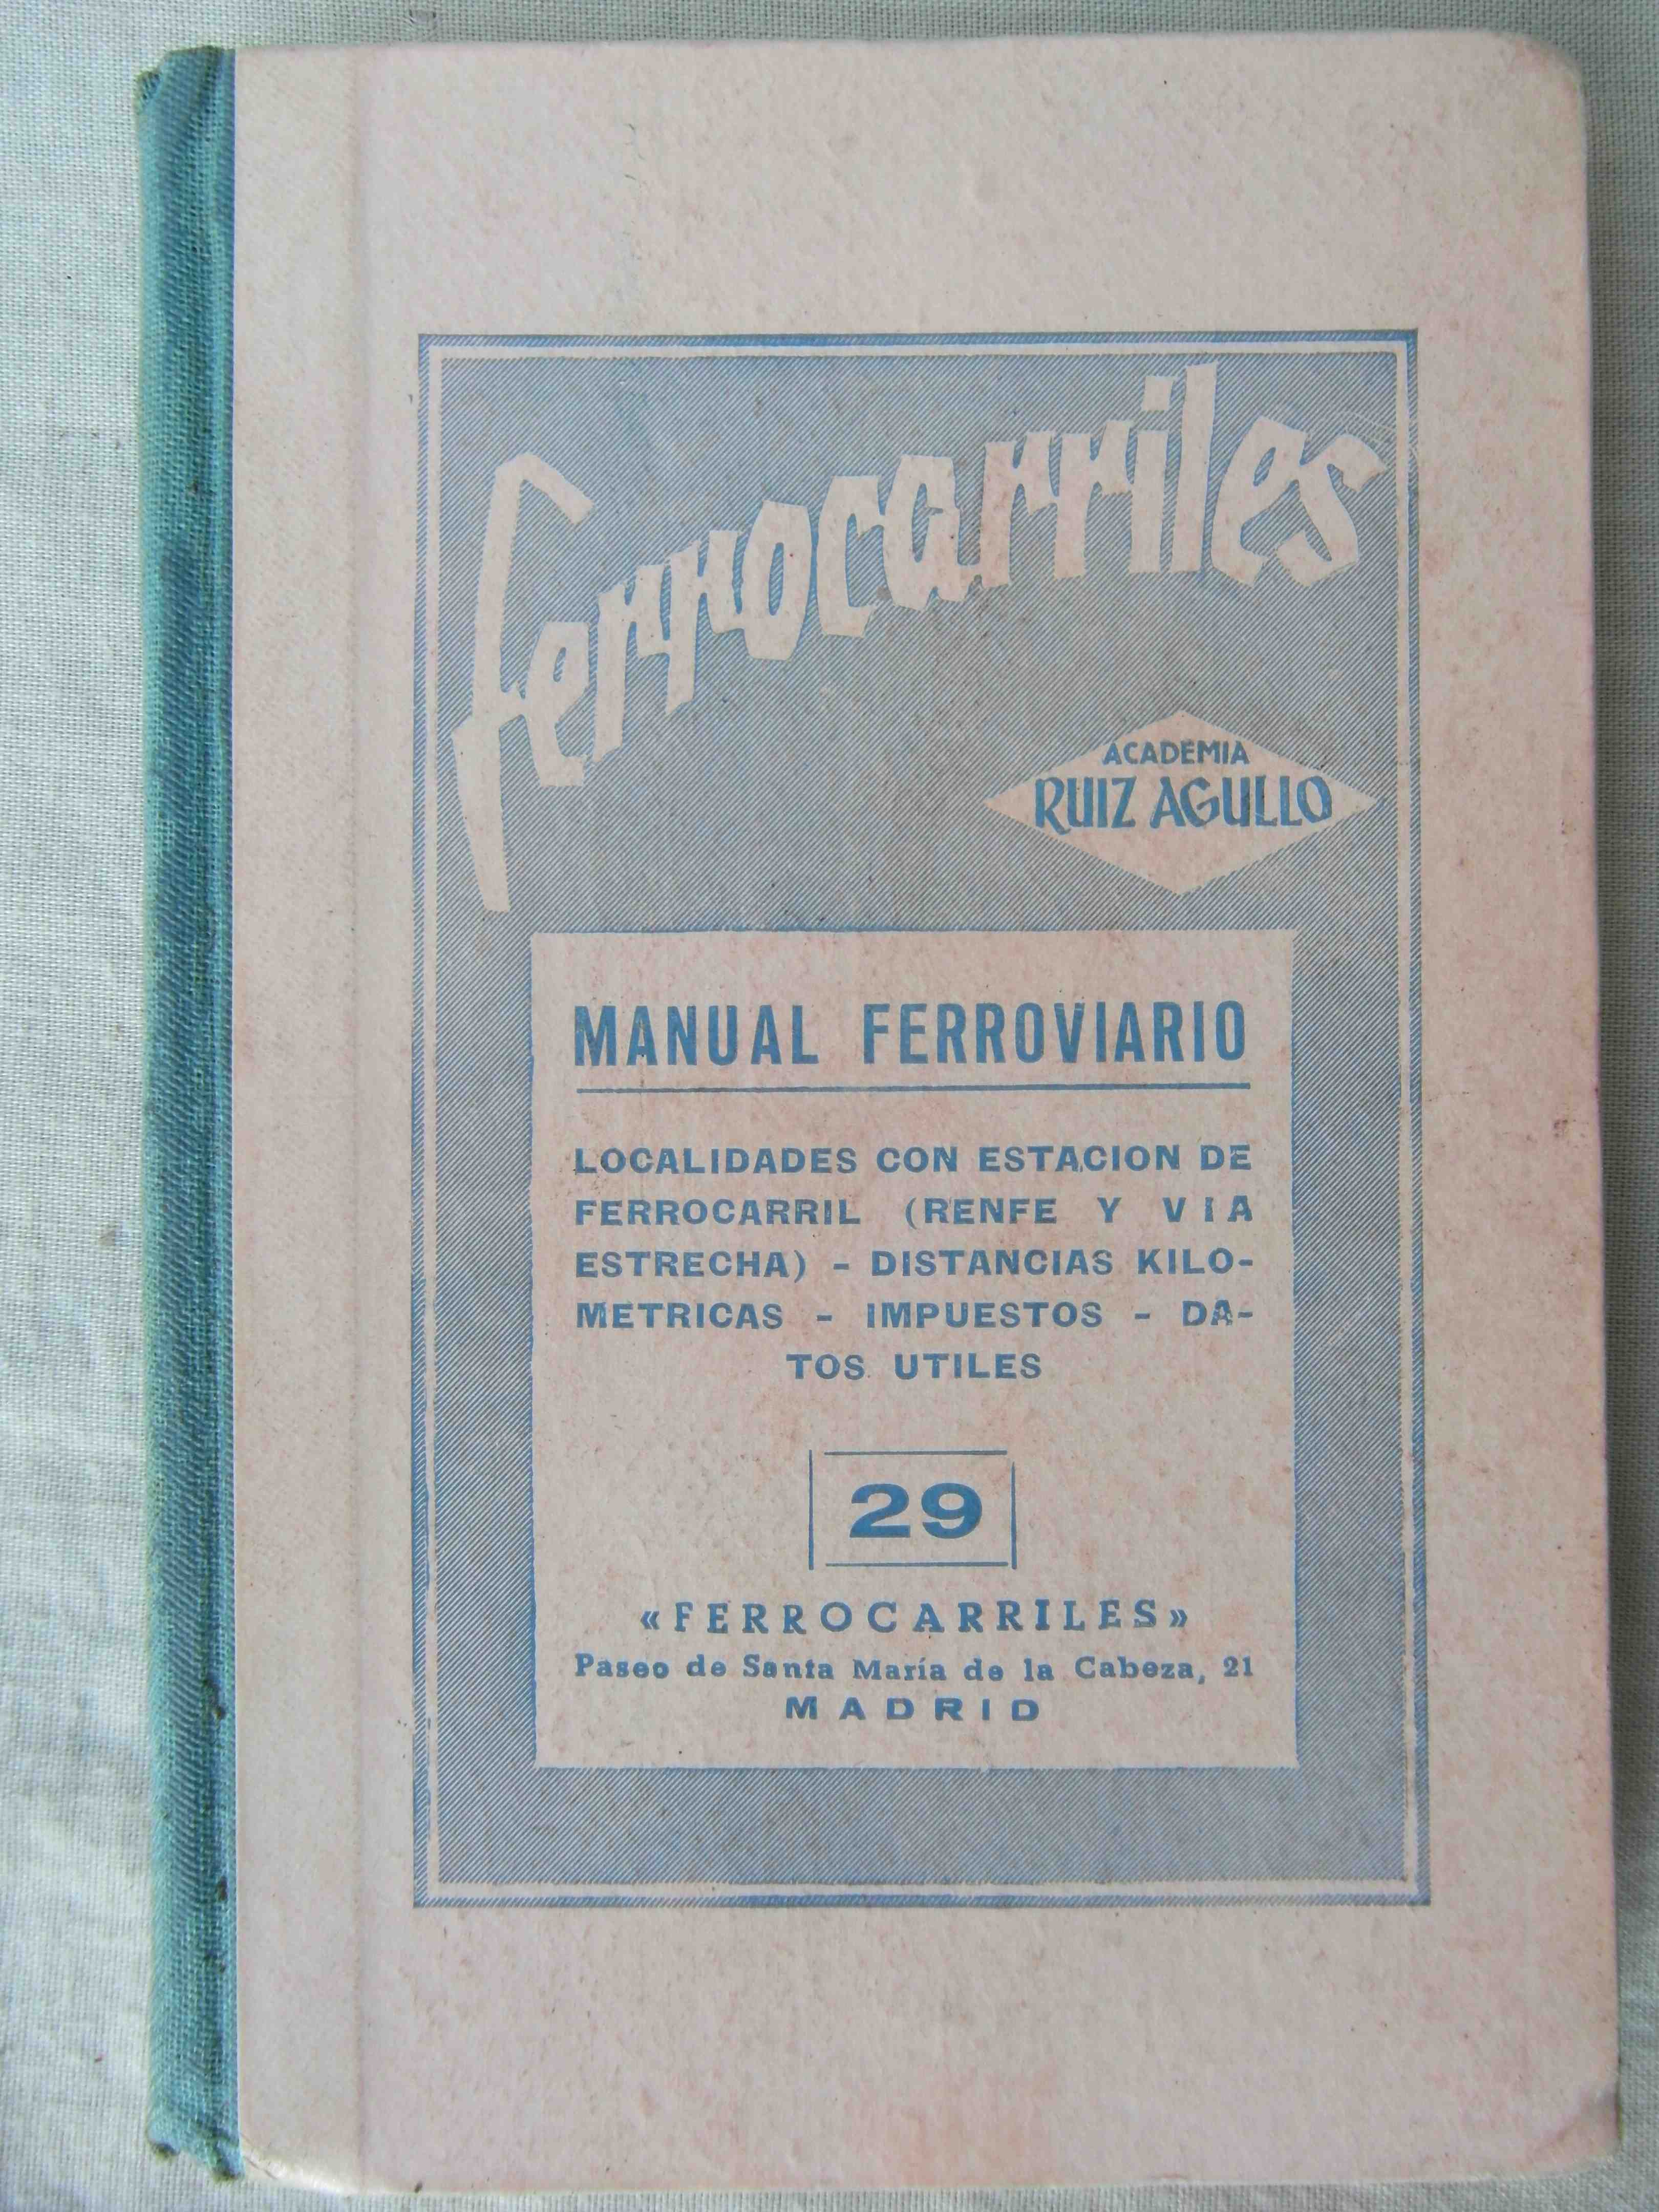 ferrocarriles
ACADEMIA
RUIZ AGULLO
MANUAL FERROVIARIO
LOCALIDADES CON ESTACION DE
FERROCARRIL (RENFE Y VIA
ESTRECHA) - DISTANCIAS KILO-
METRICAS - IMPUESTOS - DA-
TOS UTILES
29
«FERROCARRILES»
Paseo de Santa María de la Cabeza, 21
MADRID